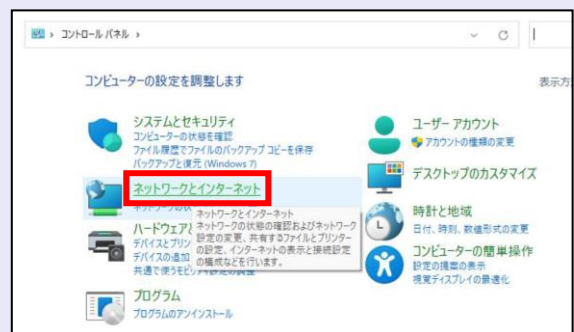 コントロール パネル
コンピューターの設定を調整します
表示方
システムとセキュリティ
コンピューターの状態を確認
ファイル履歴でファイルのバックアップ コピーを保存
バックアップと復元 (Windows 7)
ネットワークとインターネット
ネットワークの状
ネットワークとインターネット
ネットワークの状態の確認およびネットワーク
設定の変更、共有するファイルとプリンター
の設定、インターネットの表示と接続設定
の構成などを行います。
ハードウェアと
デバイスとプリン
デバイスの追加
共通で使うモビリティ設定の調整
プログラム
プログラムのアンインストール
ユーザー アカウント
アカウントの種類の変更
デスクトップのカスタマイズ
時計と地域
日付、時刻、数値形式の変更
コンピューターの簡単操作
設定の提案の表示
視覚ディスプレイの最適化